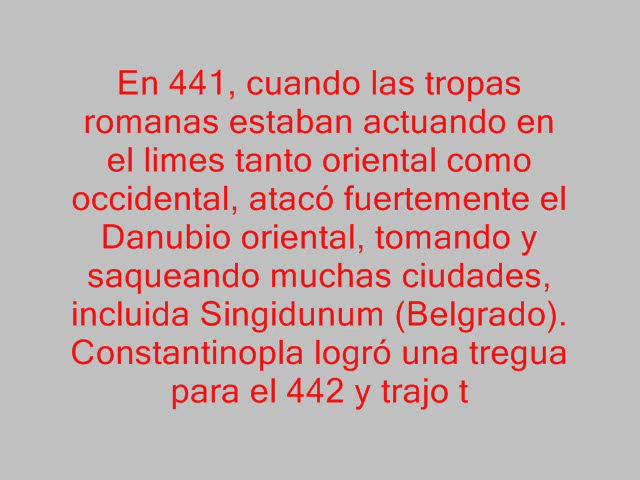 En 441, cuando las tropas
romanas estaban actuando en
el limes tanto oriental como
occidental, atacó fuertemente el
Danubio oriental, tomando y
saqueando muchas ciudades,
incluida Singidunum (Belgrado).
Constantinopla logró una tregua
para el 442 y trajo t